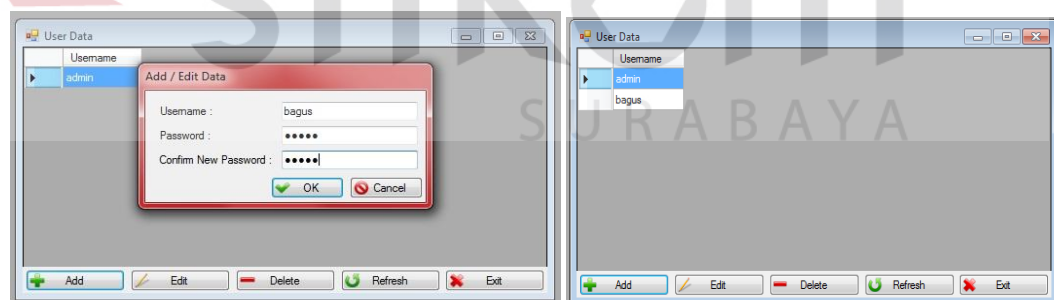 User Data
Username
admin
Add / Edit Data
Username :
bagus
Password :
•••••
Confirm New Password :
•••••
OK
Cancel
Add
Edit
Delete
Refresh
Exit
User Data
Username
admin
bagus
Add
Edit
Delete
Refresh
Exit
SURABAYA